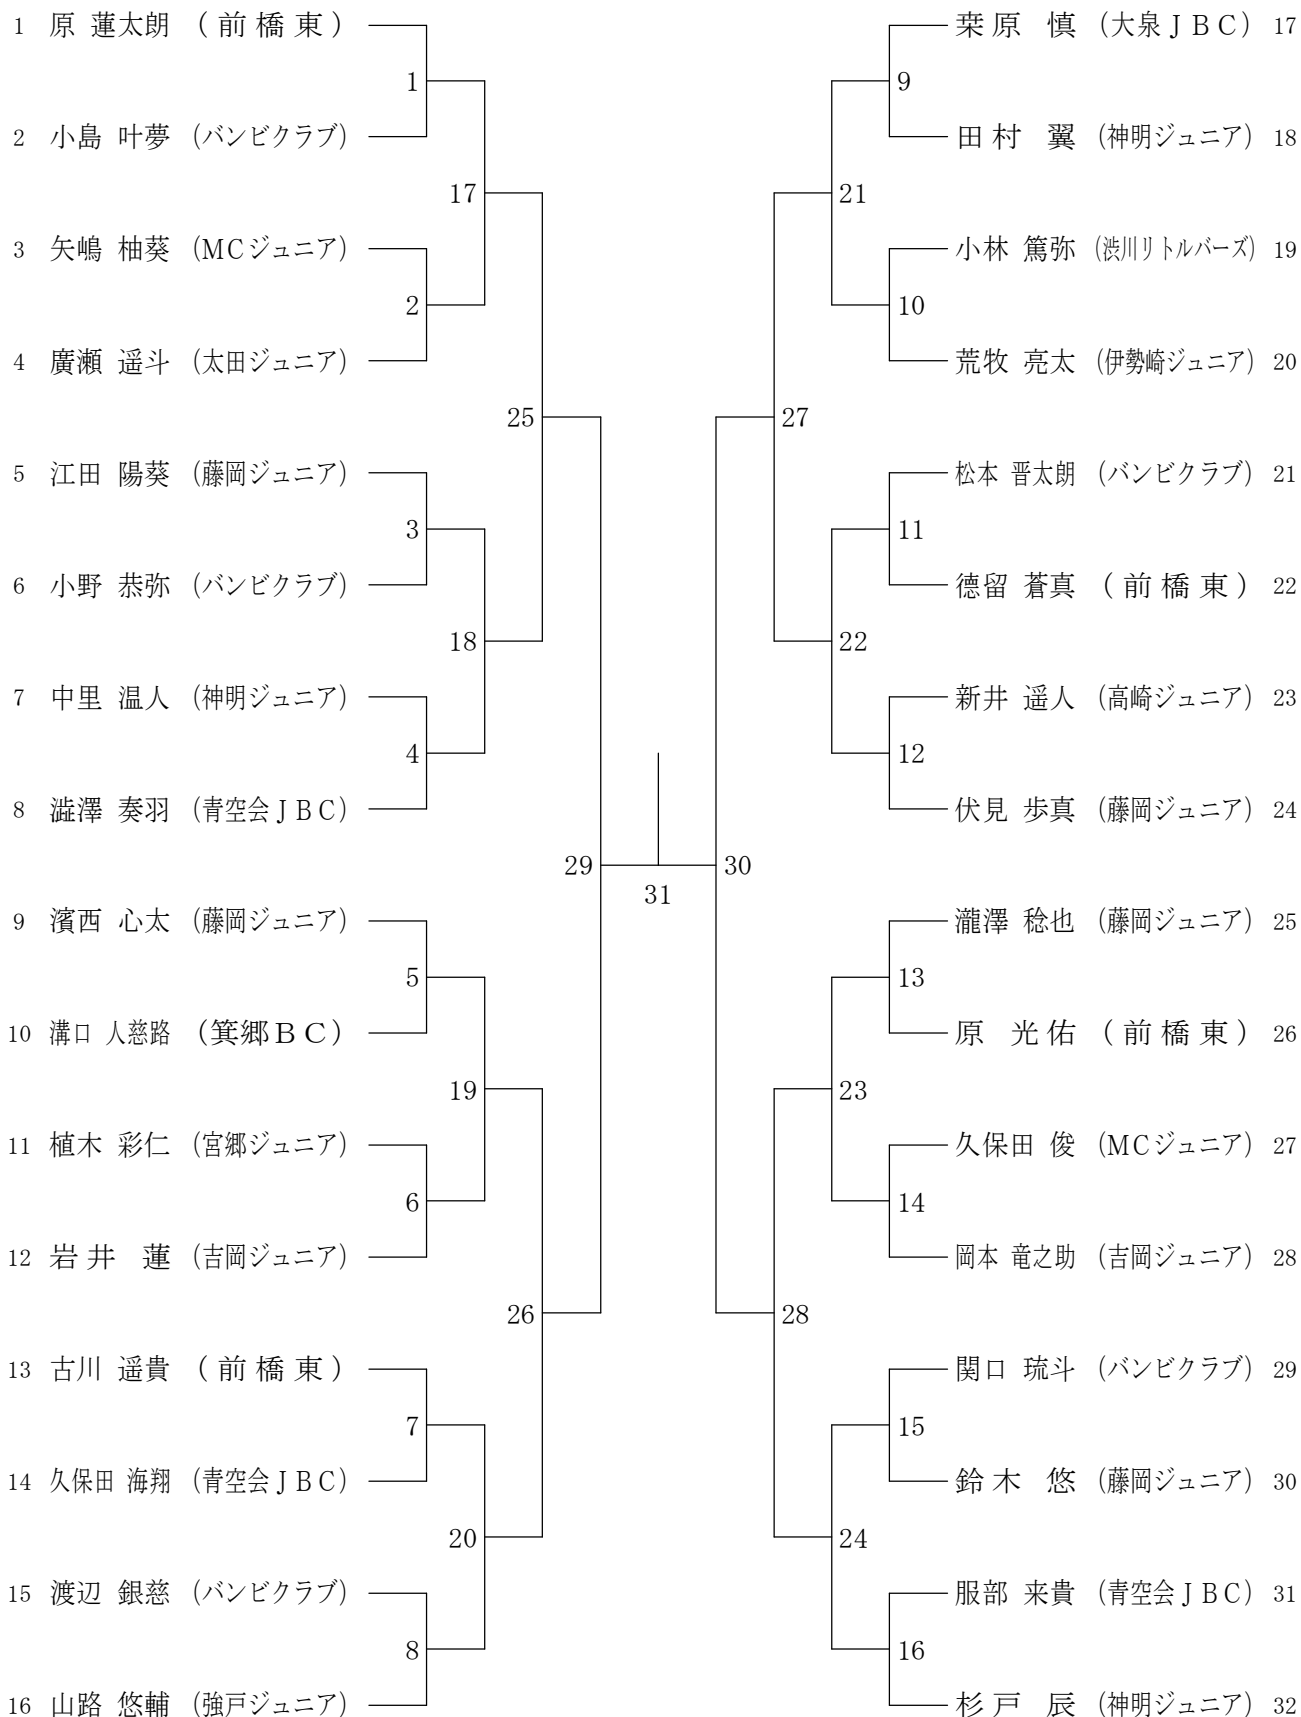 1 原 蓮太朗 (前橋東)
1
2 小島 叶夢 (バンビクラブ)
17
3 矢嶋 柚葵 (MCジュニア)
2
4 廣瀬 遥斗 (太田ジュニア)
25
5 江田 陽葵 (藤岡ジュニア)
3
6 小野 恭弥 (バンビクラブ)
18
7 中里 温人 (神明ジュニア)
4
8 澁澤 奏羽 (青空会JBC)
29
9 濱西 心太 (藤岡ジュニア)
5
10 溝口 人慈路 (箕郷BC)
19
11 植木 彩仁 (宮郷ジュニア)
6
12 岩井 蓮 (吉岡ジュニア)
26
13 古川 遥貴 (前橋東)
7
14 久保田 海翔 (青空会JBC)
20
15 渡辺 銀慈 (バンビクラブ)
8
16 山路 悠輔 (強戸ジュニア)
31
桒原 慎 (大泉JBC) 17
9
田村 翼 (神明ジュニア) 18
21
小林 篤弥 (渋川リトルバーズ) 19
10
荒牧 亮太 (伊勢崎ジュニア) 20
27
松本 晋太朗 (バンビクラブ) 21
11
德留 蒼真 (前橋東) 22
22
新井 遥人 (高崎ジュニア) 23
12
伏見 歩真 (藤岡ジュニア) 24
30
瀧澤 稔也 (藤岡ジュニア) 25
13
原 光佑 (前橋東) 26
23
久保田 俊 (MCジュニア) 27
14
岡本 竜之助 (吉岡ジュニア) 28
28
関口 琉斗 (バンビクラブ) 29
15
鈴木 悠 (藤岡ジュニア) 30
24
服部 来貴 (青空会JBC) 31
16
杉戸 辰 (神明ジュニア) 32